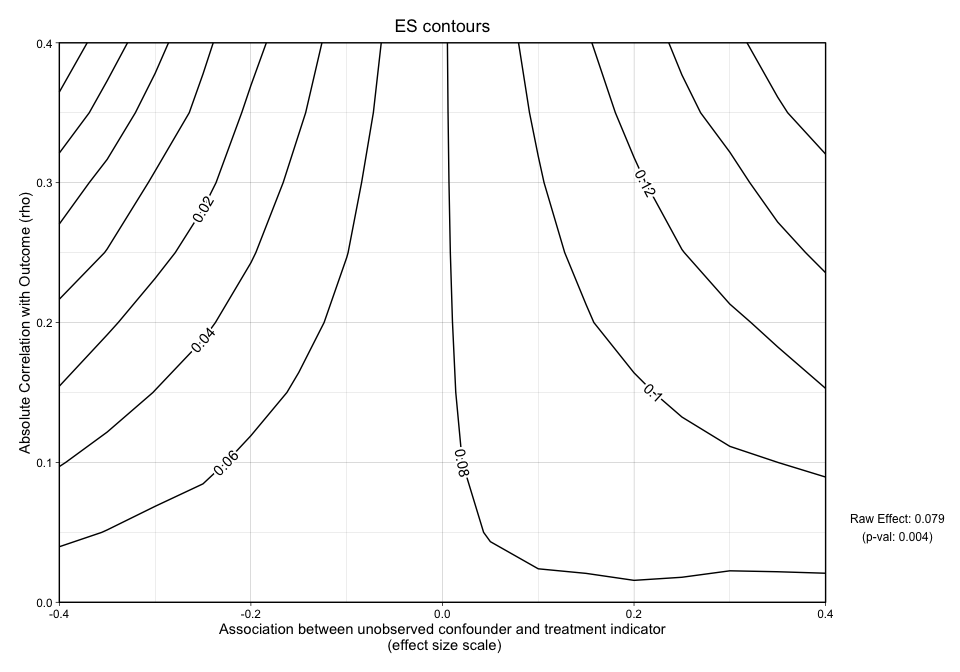 ES contours
Absolute Correlation with Outcome (rho)
0.4
0.3
0.2
0.1
0.0
0.02
0.04
0.06
0.08
0.1
0.12
-0.4
-0.2
0.0
0.2
0.4
Association between unobserved confounder and treatment indicator
(effect size scale)
Raw Effect: 0.079
(p-val: 0.004)